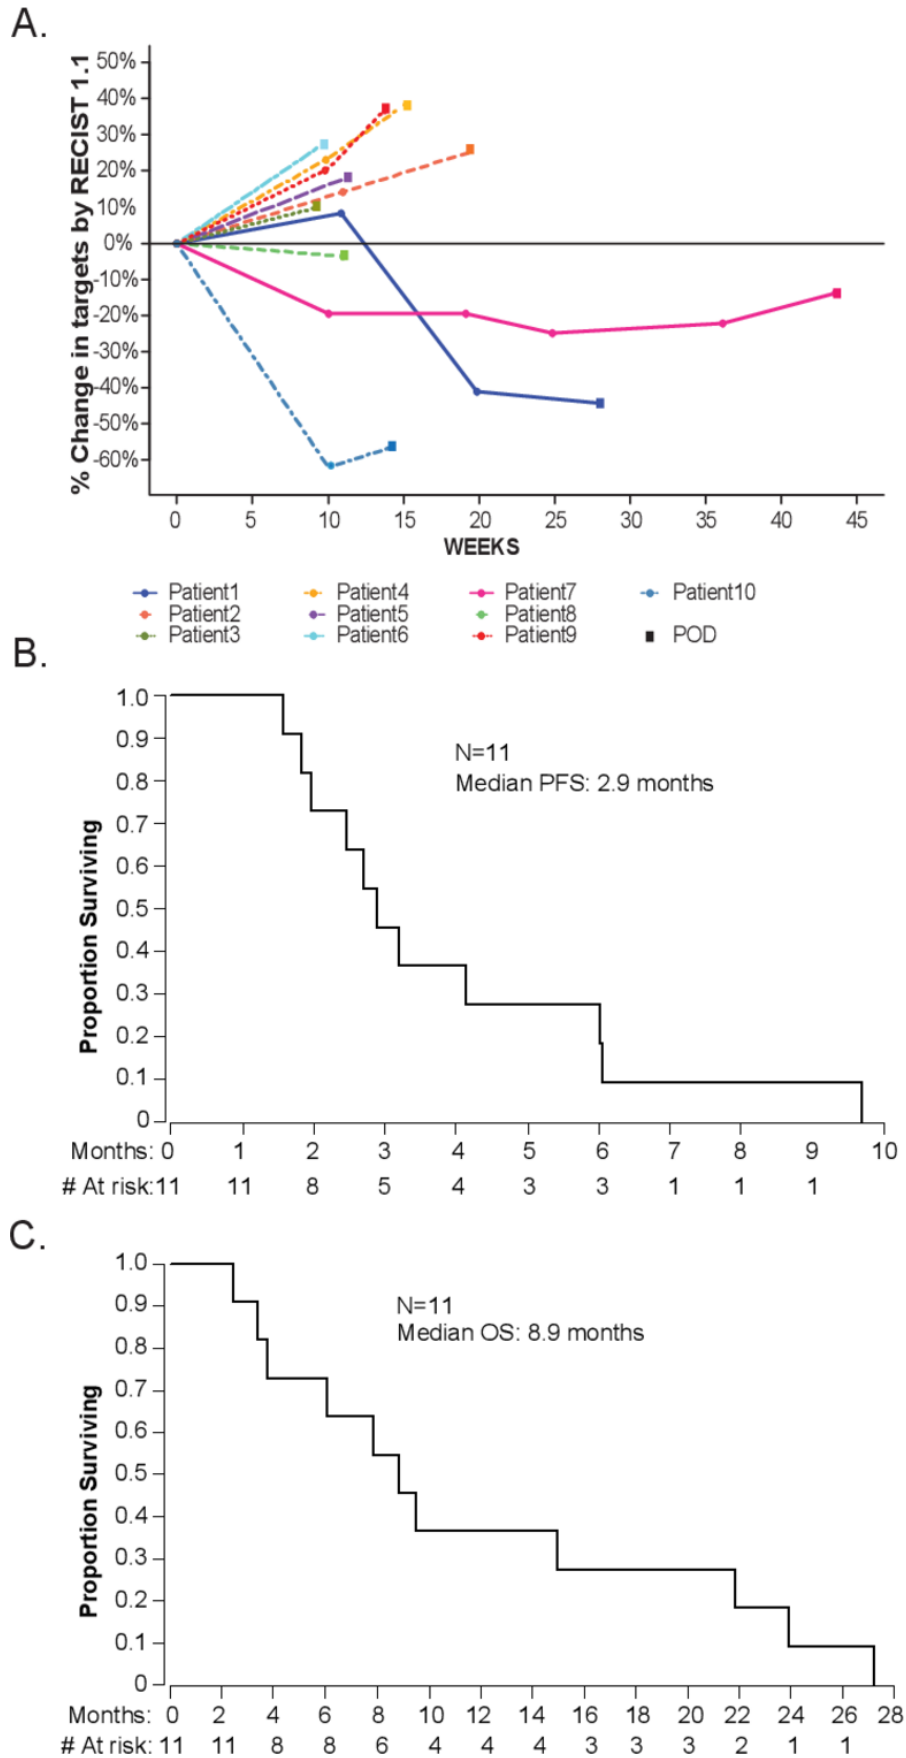 A.
% Change in targets by RECIST 1.1
50%
40%
30%
20%
10%
0%
-10%
-20%
-30%
-40%
-50%
-60%
0 5 10 15 20 25 30 35 40 45
WEEKS
Patient1 Patient4 Patient7 Patient10
Patient2 Patient5 Patient8
Patient3 Patient6 Patient9 POD
B.
Proportion Surviving
1.0
0.9
0.8
0.7
0.6
0.5
0.4
0.3
0.2
0.1
0
N=11
Median PFS: 2.9 months
Months: 0 1 2 3 4 5 6 7 8 9 10
# At risk: 11 11 8 5 4 3 3 1 1 1
C.
Proportion Surviving
1.0
0.9
0.8
0.7
0.6
0.5
0.4
0.3
0.2
0.1
0
N=11
Median OS: 8.9 months
Months: 0 2 4 6 8 10 12 14 16 18 20 22 24 26 28
# At risk: 11 11 8 8 6 4 4 4 3 3 3 2 1 1